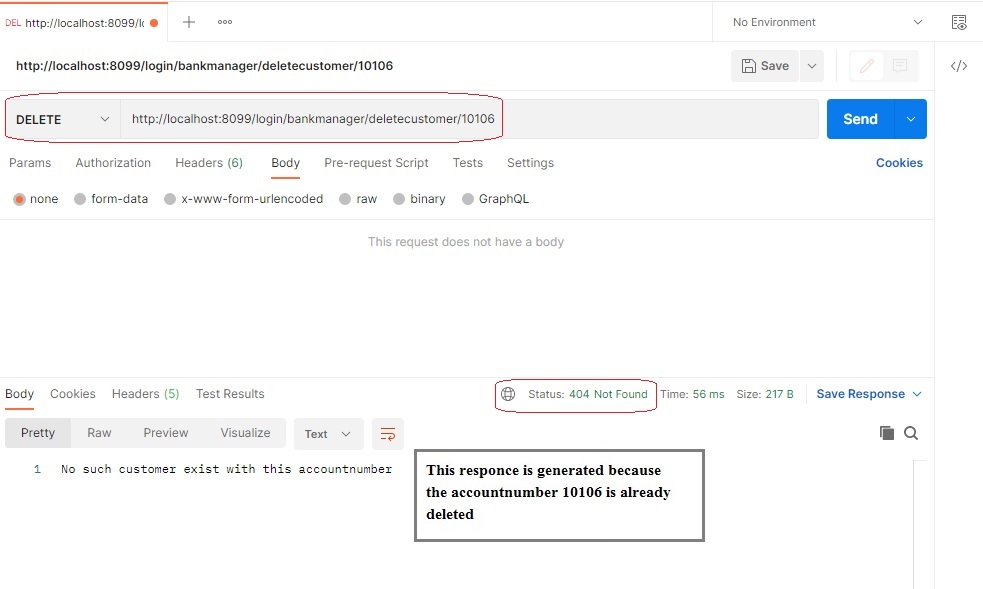 DEL http://localhost:8099/lo
No Environment
http://localhost:8099/login/bankmanager/deletecustomer/10106
Save
DELETE http://localhost:8099/login/bankmanager/deletecustomer/10106 Send
Params Authorization Headers (6) Body Pre-request Script Tests Settings Cookies
none form-data x-www-form-urlencoded raw binary GraphQL
This request does not have a body
Body Cookies Headers (5) Test Results Status: 404 Not Found Time: 56 ms Size: 217 B Save Response
Pretty Raw Preview Visualize Text
1 No such customer exist with this accountnumber
This responce is generated because
the accountnumber 10106 is already
deleted